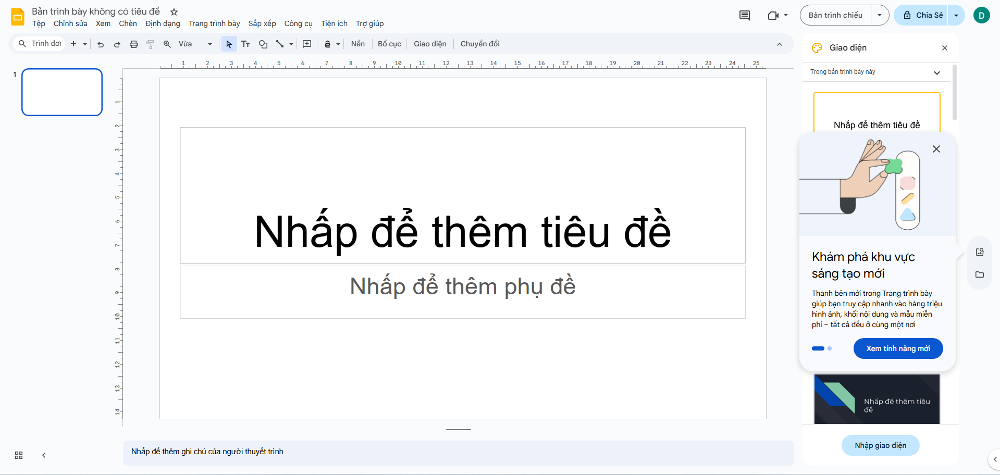 Bản trình bày không có tiêu đề
Tệp Chỉnh sửa Xem Chèn Định dạng Trang trình bày Sắp xếp Công cụ Tiện ích Trợ giúp
Bản trình chiếu
Chia Sẻ
D
Trình đơn
Vừa
Nền
Bố cục
Giao diện
Chuyển đổi
Giao diện
Trong bản trình bày này
1 2 3 4 5 6 7 8 9 10 11 12 13 14 15 16 17 18 19 20 21 22 23 24 25
1
1 2 3 4 5 6 7 8 9 10 11 12 13 14
Nhấp để thêm tiêu đề
Nhấp để thêm phụ đề
Nhấp để thêm tiêu đề
Khám phá khu vực
sáng tạo mới
Thanh bên mới trong Trang trình bày
giúp bạn truy cập nhanh vào hàng triệu
hình ảnh, khối nội dung và mẫu miễn
phí – tất cả đều ở cùng một nơi
Xem tính năng mới
Nhấp để thêm tiêu
đề
Nhập giao diện
Nhấp để thêm ghi chú của người thuyết trình